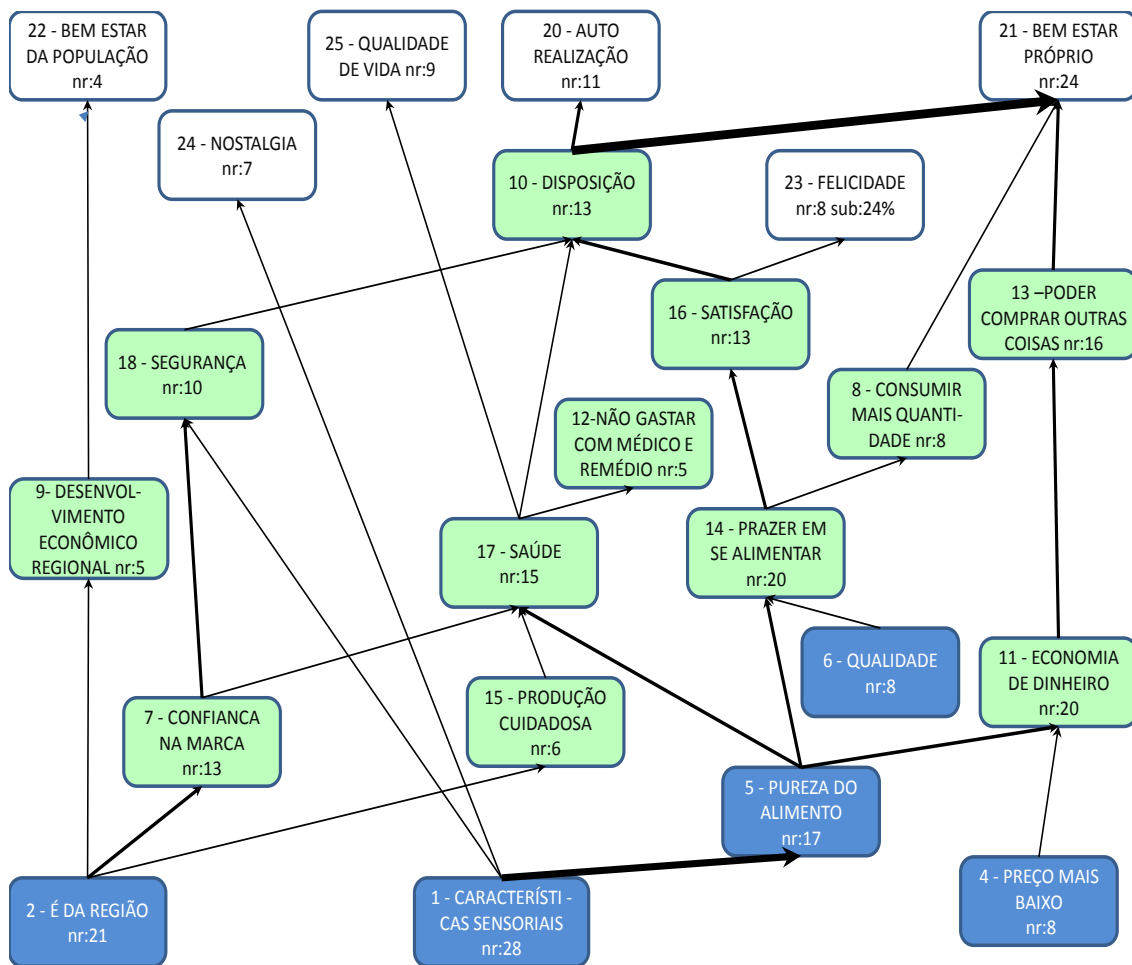 22 - BEM ESTAR
DA POPULAÇÃO
nr:4
25 - QUALIDADE
DE VIDA nr:9
20 - AUTO
REALIZAÇÃO
nr:11
21 - BEM ESTAR
PRÓPRIO
nr:24
24 - NOSTALGIA
nr:7
10 - DISPOSIÇÃO
nr:13
23 - FELICIDADE
nr:8 sub:24%
18 - SEGURANÇA
nr:10
16 - SATISFAÇÃO
nr:13
13 –PODER
COMPRAR OUTRAS
COISAS nr:16
8 - CONSUMIR
MAIS QUANTI-
DADE nr:8
12-NÃO GASTAR
COM MÉDICO E
REMÉDIO nr:5
9- DESENVOL-
VIMENTO
ECONÔMICO
REGIONAL nr:5
17 - SAÚDE
nr:15
14 - PRAZER EM
SE ALIMENTAR
nr:20
6 - QUALIDADE
nr:8
11 - ECONOMIA
DE DINHEIRO
nr:20
7 - CONFIANCA
NA MARCA
nr:13
15 - PRODUÇÃO
CUIDADOSA
nr:6
5 - PUREZA DO
ALIMENTO
nr:17
2 - É DA REGIÃO
nr:21
1 - CARACTERÍSTI -
CAS SENSORIAIS
nr:28
4 - PREÇO MAIS
BAIXO
nr:8